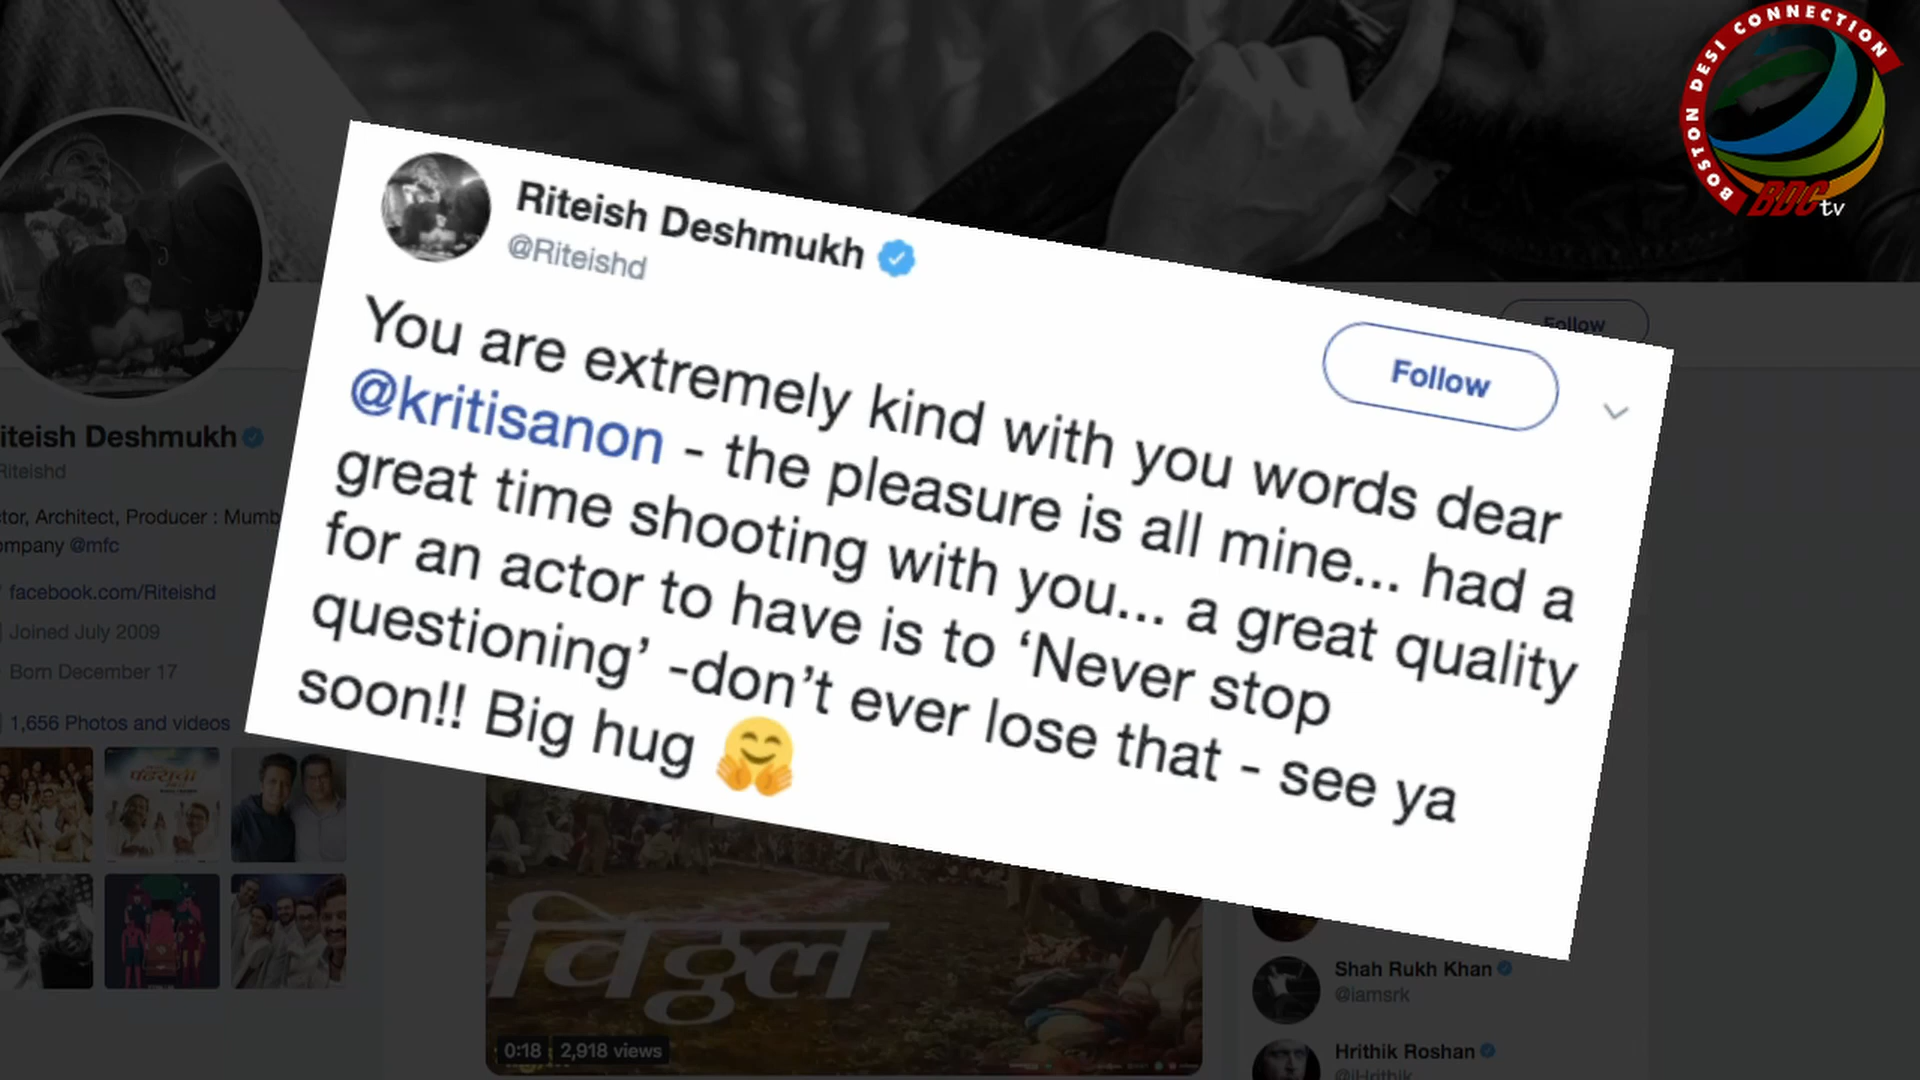 BOSTON DESI CONNECTION
BDC tv
Riteish Deshmukh
@Riteishd
Follow
You are extremely kind with you words dear
@kritisanon - the pleasure is all mine... had a
great time shooting with you... a great quality
for an actor to have is to ‘Never stop
questioning’ -don’t ever lose that - see ya
soon!! Big hug 🤗
Follow
iteish Deshmukh
Riteishd
ctor, Architect, Producer : Mumb
ompany @mfc
facebook.com/Riteishd
Joined July 2009
Born December 17
1,656 Photos and videos
विठ्ठल
0:18 2,918 views
Shah Rukh Khan
@iamsrk
Hrithik Roshan
@iHrithik